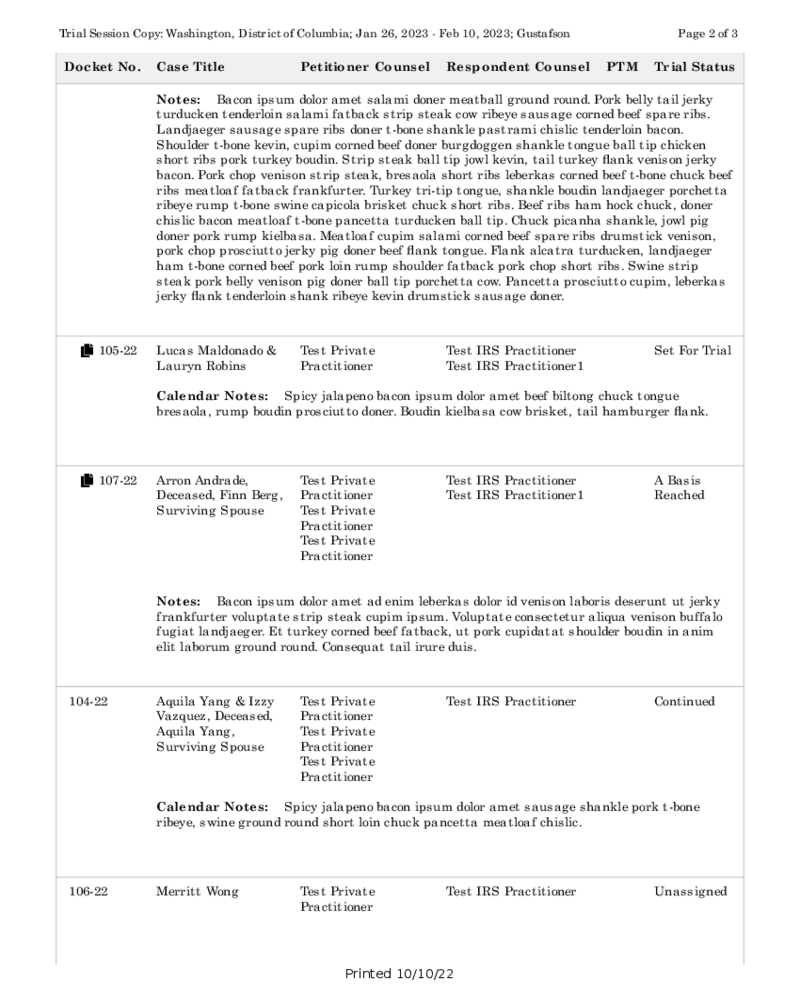 Trial Session Copy: Washington, District of Columbia; Jan 26, 2023 - Feb 10, 2023; Gustafson Page 2 of 3
Docket No. Case Title Petitioner Counsel Respondent Counsel PTM Trial Status
Notes: Bacon ipsum dolor amet salami doner meatball ground round. Pork belly tail jerky
turducken tenderloin salami fatback strip steak cow ribeye sausage corned beef spare ribs.
Landjaeger sausage spare ribs doner t-bone shankle pastrami chislic tenderloin bacon.
Shoulder t-bone kevin, cupim corned beef doner burgdoggen shankle tongue ball tip chicken
short ribs pork turkey boudin. Strip steak ball tip jowl kevin, tail turkey flank venison jerky
bacon. Pork chop venison strip steak, bresaola short ribs leberkas corned beef t-bone chuck beef
ribs meatloaf fatback frankfurter. Turkey tri-tip tongue, shankle boudin landjaeger porchetta
ribeye rump t-bone swine capicola brisket chuck short ribs. Beef ribs ham hock chuck, doner
chislic bacon meatloaf t-bone pancetta turducken ball tip. Chuck picanha shankle, jowl pig
doner pork rump kielbasa. Meatloaf cupim salami corned beef spare ribs drumstick venison,
pork chop prosciutto jerky pig doner beef flank tongue. Flank alcatra turducken, landjaeger
ham t-bone corned beef pork loin rump shoulder fatback pork chop short ribs. Swine strip
steak pork belly venison pig doner ball tip porchetta cow. Pancetta prosciutto cupim, leberkas
jerky flank tenderloin shank ribeye kevin drumstick sausage doner.
105-22 Lucas Maldonado & Test Private Test IRS Practitioner Set For Trial
Lauryn Robins Practitioner Test IRS Practitioner1
Calendar Notes: Spicy jalapeno bacon ipsum dolor amet beef biltong chuck tongue
bresaola, rump boudin prosciutto doner. Boudin kielbasa cow brisket, tail hamburger flank.
107-22 Arron Andrade, Test Private Test IRS Practitioner A Basis
Deceased, Finn Berg, Practitioner Test IRS Practitioner1 Reached
Surviving Spouse Test Private
Practitioner
Test Private
Practitioner
Notes: Bacon ipsum dolor amet ad enim leberkas dolor id venison laboris deserunt ut jerky
frankfurter voluptate strip steak cupim ipsum. Voluptate consectetur aliqua venison buffalo
fugiat landjaeger. Et turkey corned beef fatback, ut pork cupidatat shoulder boudin in anim
elit laborum ground round. Consequat tail irure duis.
104-22 Aquila Yang & Izzy Test Private Test IRS Practitioner Continued
Vazquez, Deceased, Practitioner
Aquila Yang, Test Private
Surviving Spouse Practitioner
Test Private
Practitioner
Calendar Notes: Spicy jalapeno bacon ipsum dolor amet sausage shankle pork t-bone
ribeye, swine ground round short loin chuck pancetta meatloaf chislic.
106-22 Merritt Wong Test Private Test IRS Practitioner Unassigned
Practitioner
Printed 10/10/22